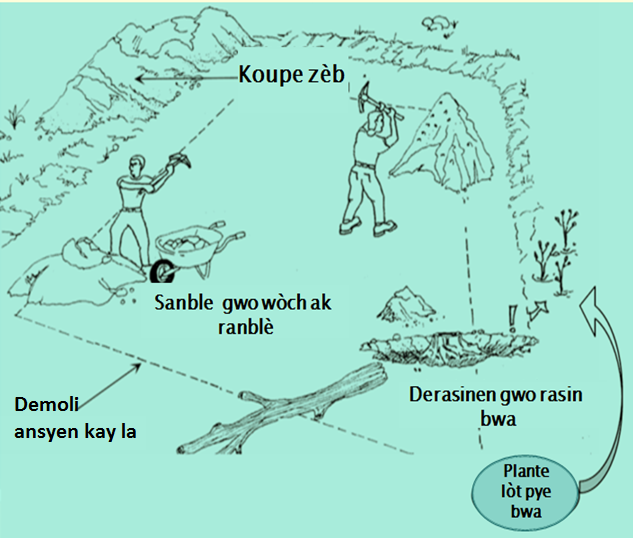 Koupe zèb
Sanble gwo wòch ak
ranblè
Demoli
ansyen kay la
Derasinen gwo rasin
bwa
Plante
lòt pye
bwa